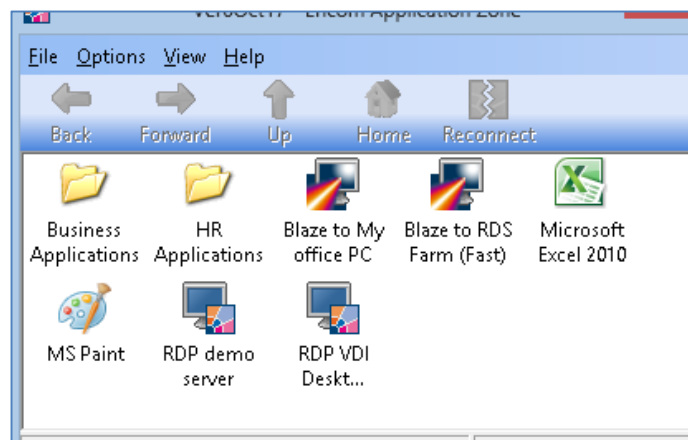 File Options View Help
Back Forward Up Home Reconnect
Business Applications
HR Applications
Blaze to My office PC
Blaze to RDS Farm (Fast)
Microsoft Excel 2010
MS Paint
RDP demo server
RDP VDI Deskt...